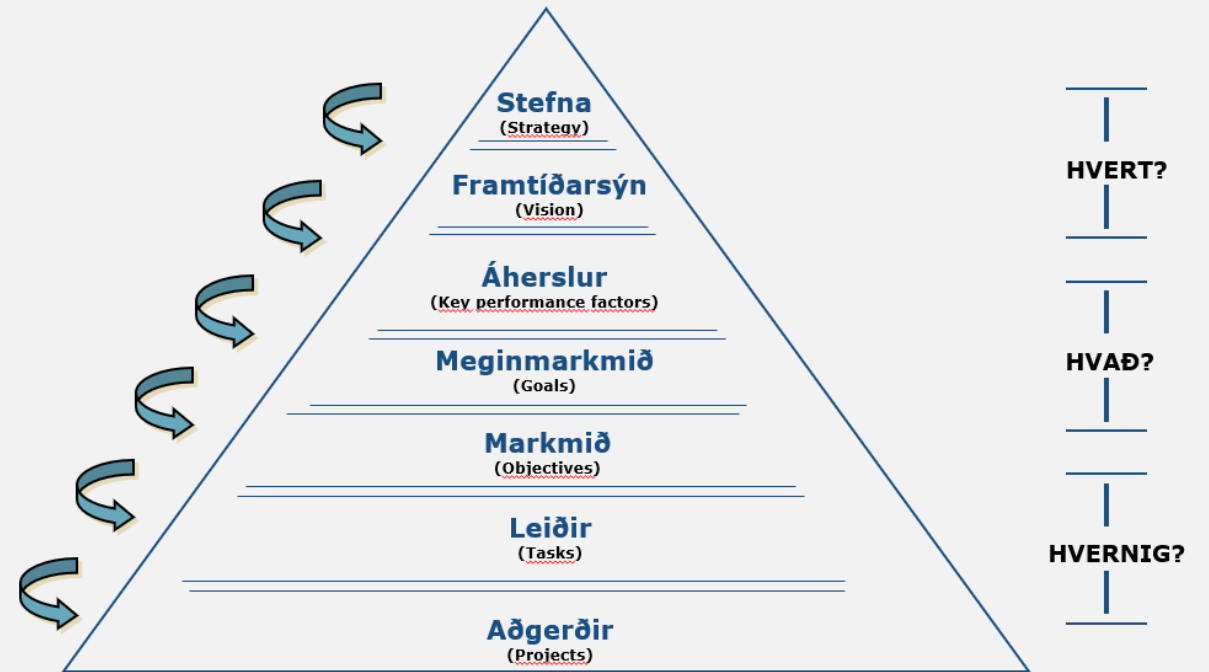 Stefna
(Strategy)
Framtíðarsýn
(Vision)
HVERT?
Áherslur
(Key performance factors)
Meginmarkmið
(Goals)
HVAÐ?
Markmið
(Objectives)
Leiðir
(Tasks)
HVERNIG?
Aðgerðir
(Projects)